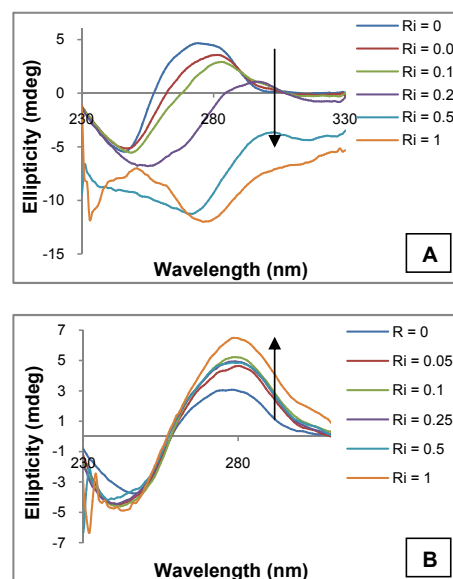 5
0
-5
-10
-15
230
280
330
Ellipticity (mdeg)
Wavelength (nm)
Ri = 0
Ri = 0.0
Ri = 0.1
Ri = 0.2
Ri = 0.5
Ri = 1
A
7
5
3
1
-1
-3
-5
-7
230
280
Ellipticity (mdeg)
Wavelength (nm)
R = 0
Ri = 0.05
Ri = 0.1
Ri = 0.25
Ri = 0.5
Ri = 1
B